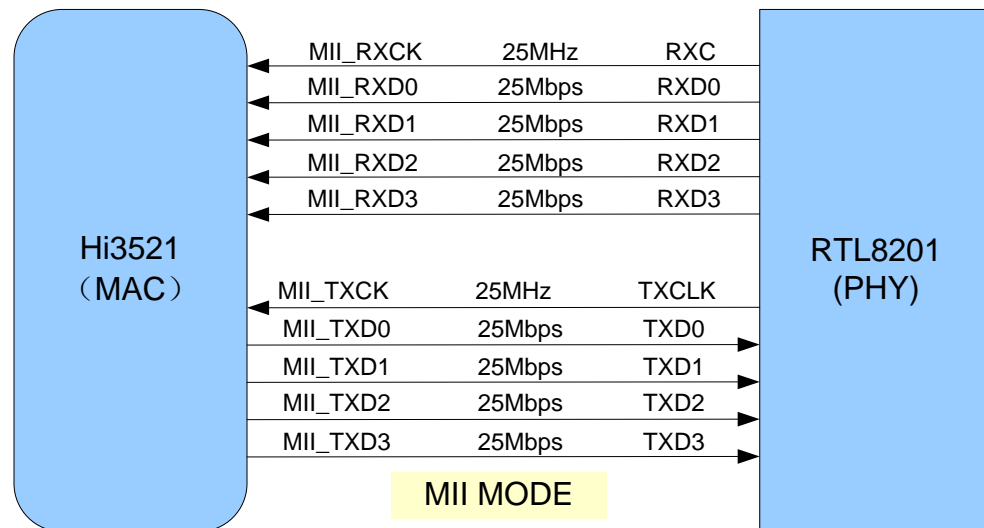 MII_RXCK 25MHz RXC
MII_RXD0 25Mbps RXD0
MII_RXD1 25Mbps RXD1
MII_RXD2 25Mbps RXD2
MII_RXD3 25Mbps RXD3
Hi3521
（MAC）
RTL8201
(PHY)
MII_TXCK 25MHz TXCLK
MII_TXD0 25Mbps TXD0
MII_TXD1 25Mbps TXD1
MII_TXD2 25Mbps TXD2
MII_TXD3 25Mbps TXD3
MII MODE